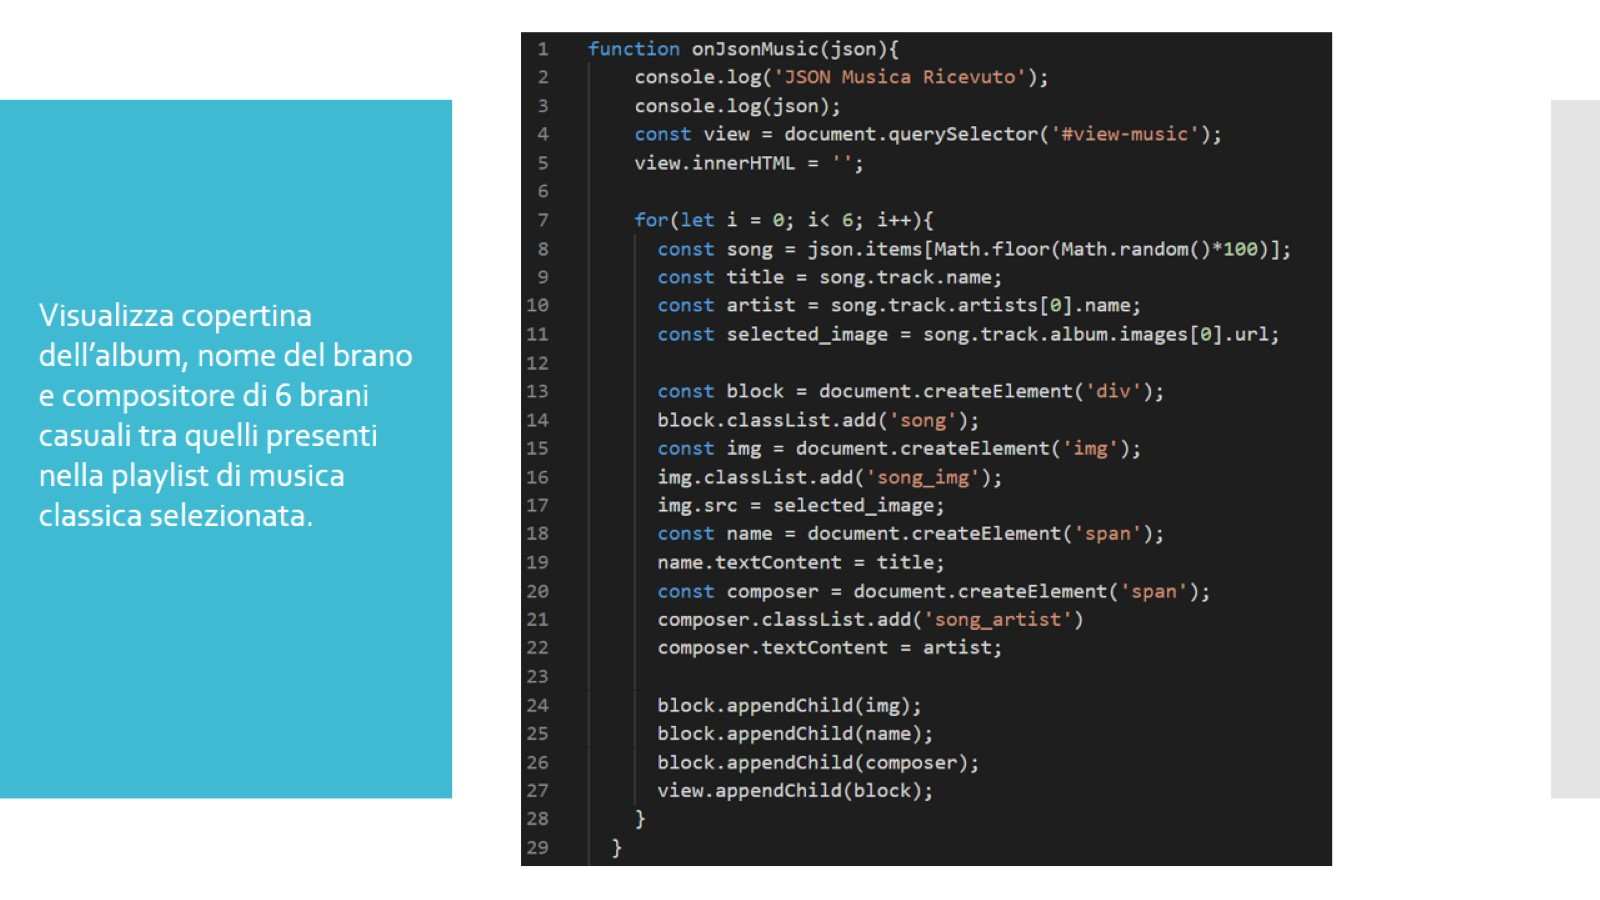 Visualizza copertina
dell’album, nome del brano
e compositore di 6 brani
casuali tra quelli presenti
nella playlist di musica
classica selezionata.
1 function onJsonMusic(json){
2 console.log('JSON Musica Ricevuto');
3 console.log(json);
4 const view = document.querySelector('#view-music');
5 view.innerHTML = '';
6
7 for(let i = 0; i< 6; i++){
8 const song = json.items[Math.floor(Math.random()*100)];
9 const title = song.track.name;
10 const artist = song.track.artists[0].name;
11 const selected_image = song.track.album.images[0].url;
12
13 const block = document.createElement('div');
14 block.classList.add('song');
15 const img = document.createElement('img');
16 img.classList.add('song_img');
17 img.src = selected_image;
18 const name = document.createElement('span');
19 name.textContent = title;
20 const composer = document.createElement('span');
21 composer.classList.add('song_artist')
22 composer.textContent = artist;
23
24 block.appendChild(img);
25 block.appendChild(name);
26 block.appendChild(composer);
27 view.appendChild(block);
28 }
29 }